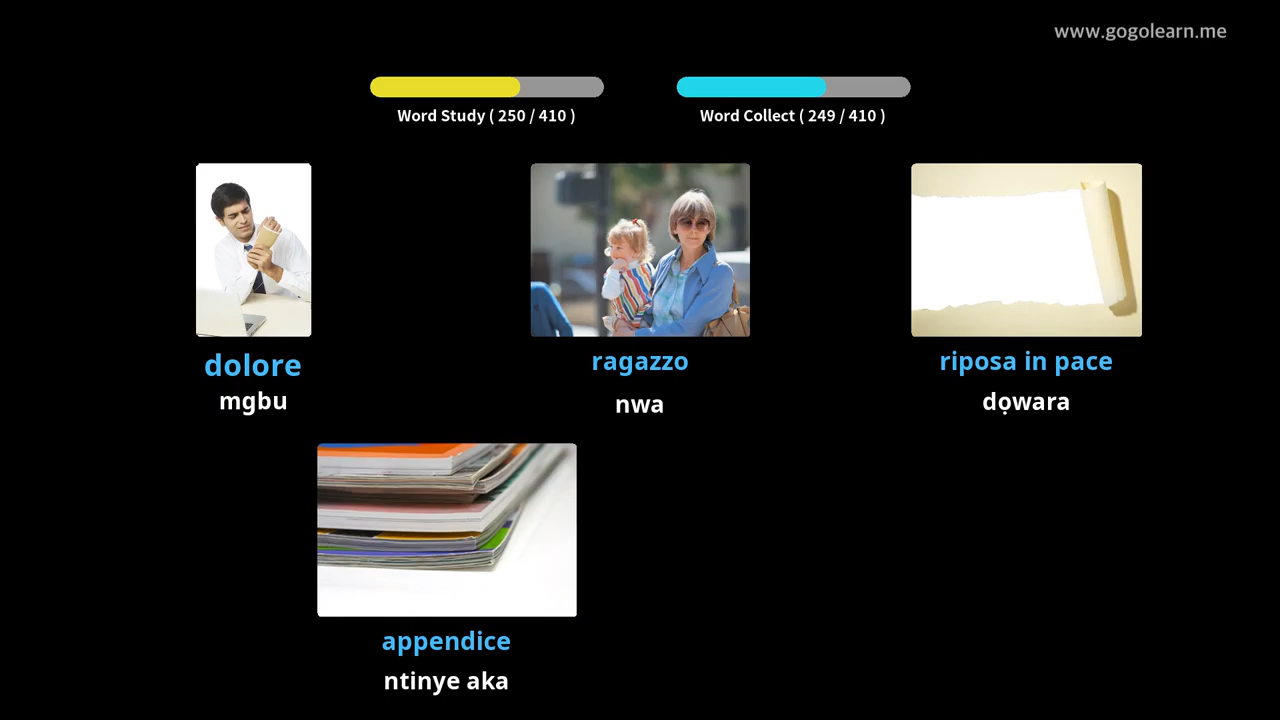 www.gogolearn.me
Word Study ( 250 / 410 )
Word Collect ( 249 / 410 )
dolore
mgbu
ragazzo
nwa
riposa in pace
dọwara
appendice
ntinye aka